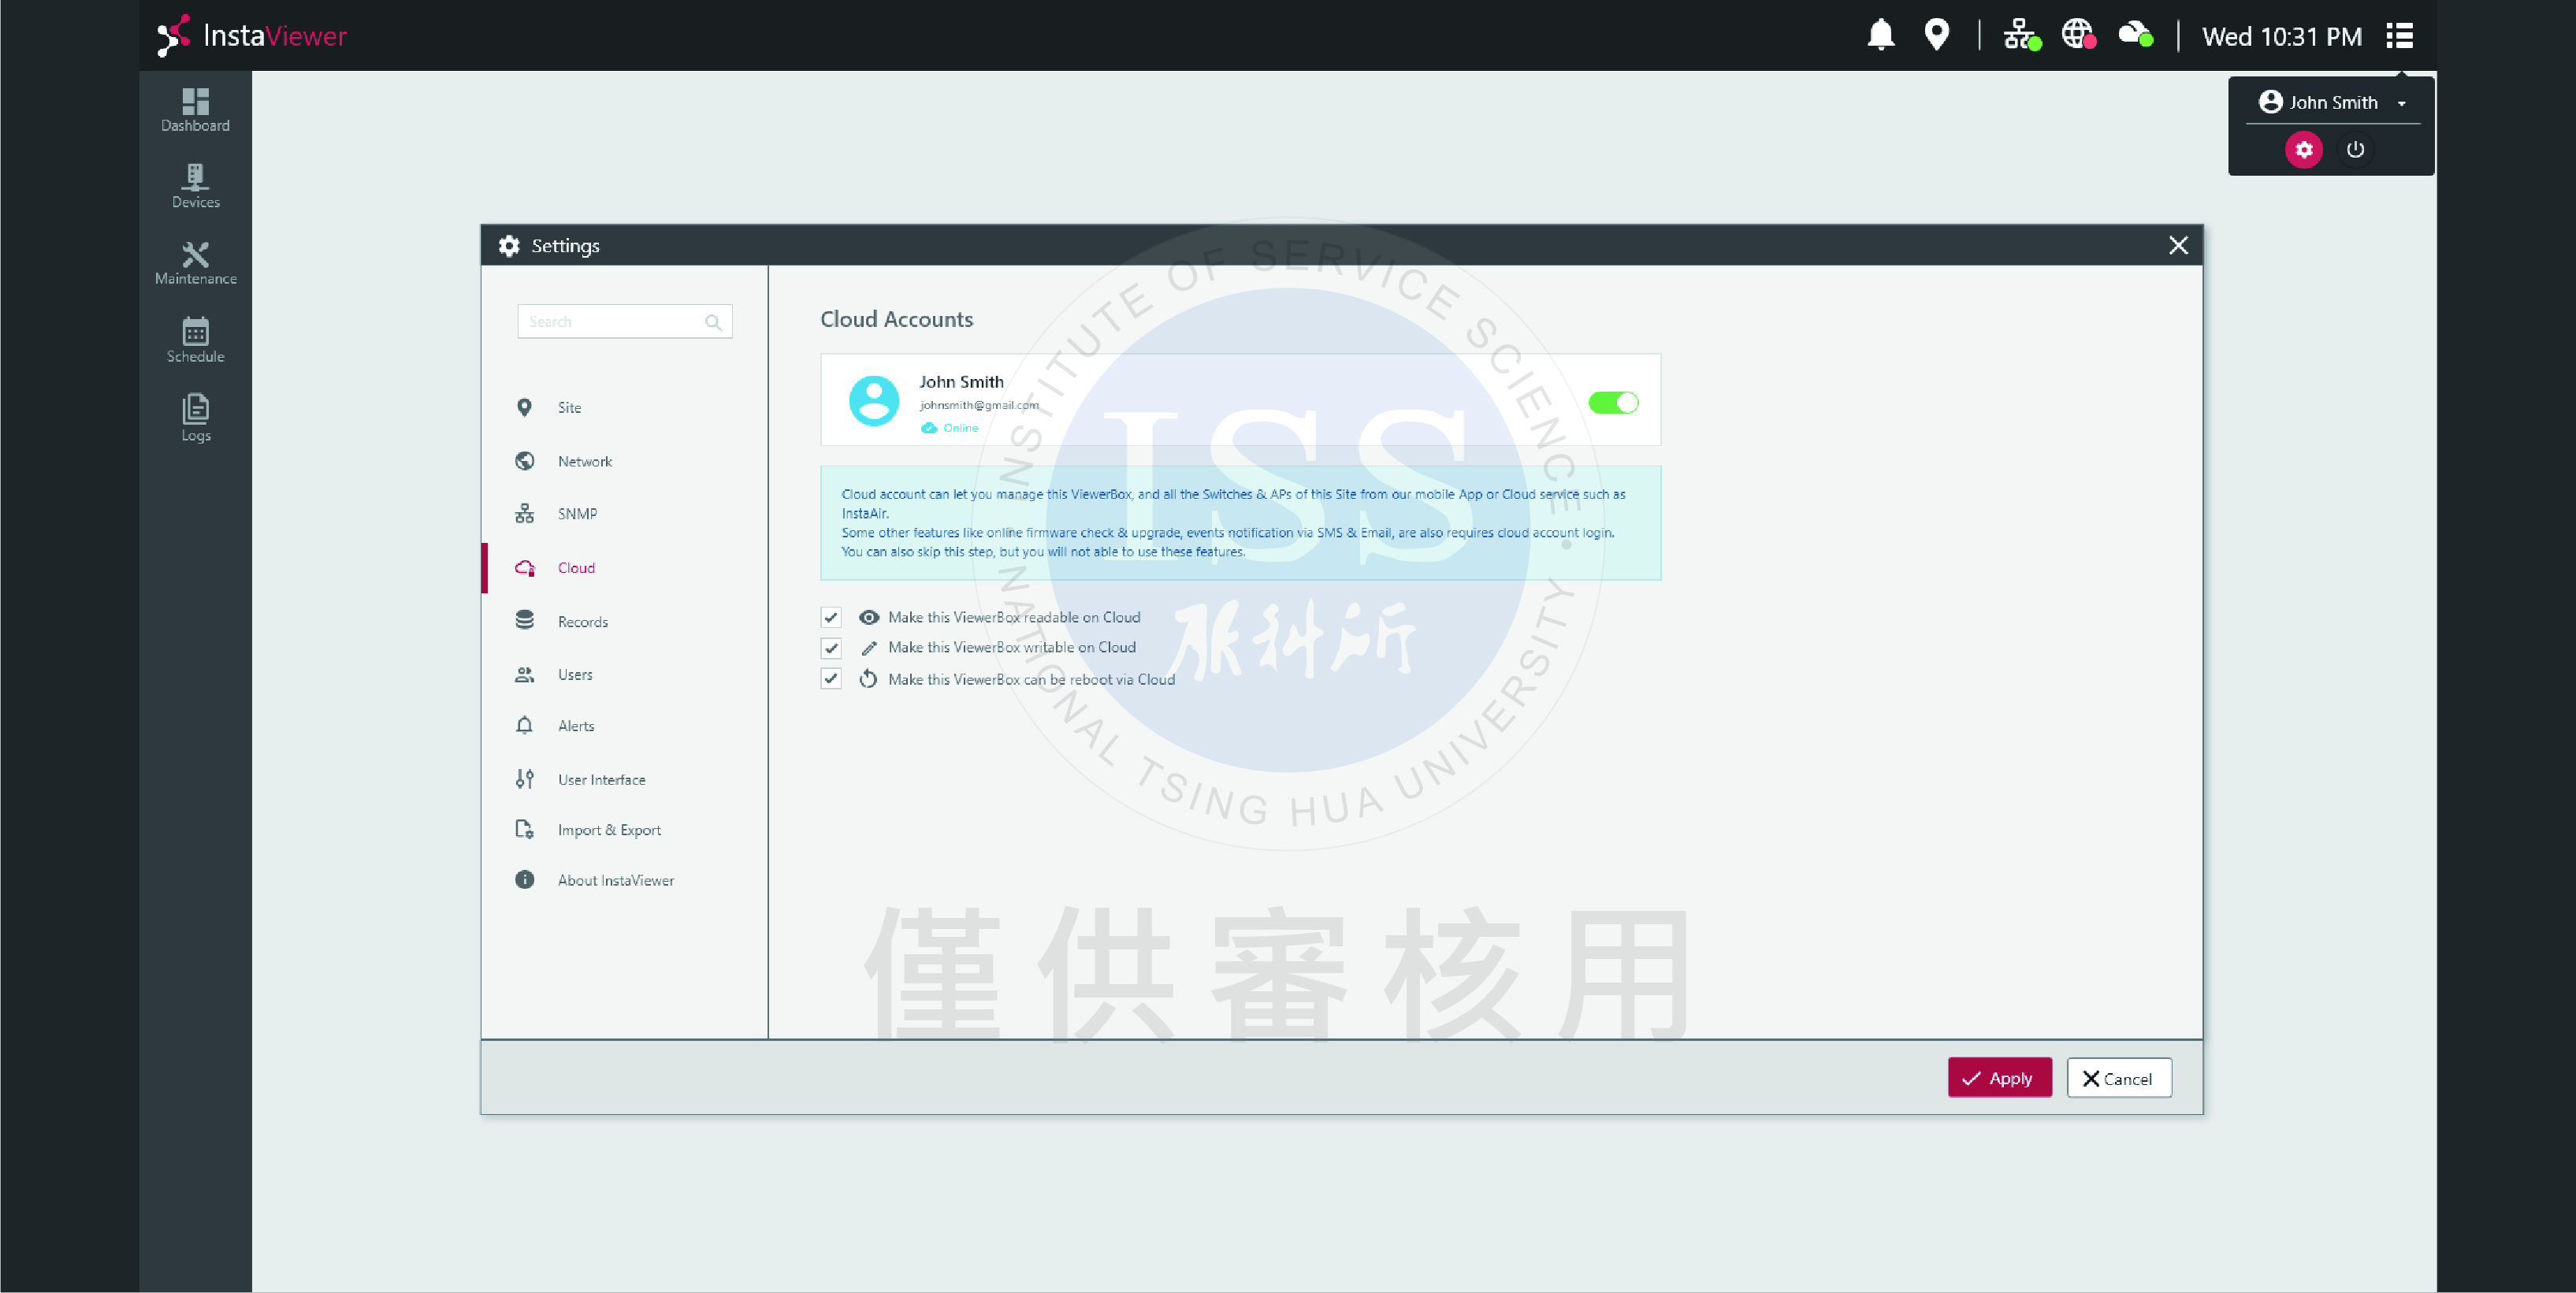 InstaViewer
Wed 10:31 PM
John Smith
Dashboard
Devices
Maintenance
Schedule
Logs
Settings
Search
Site
Network
SNMP
Cloud
Records
Users
Alerts
User Interface
Import & Export
About InstaViewer
Cloud Accounts
John Smith
johnsmith@gmail.com
Online
Cloud account can let you manage this ViewerBox, and all the Switches & APs of this Site from our mobile App or Cloud service such as
InstaAir.
Some other features like online firmware check & upgrade, events notification via SMS & Email, are also requires cloud account login.
You can also skip this step, but you will not able to use these features.
Make this ViewerBox readable on Cloud
Make this ViewerBox writable on Cloud
Make this ViewerBox can be reboot via Cloud
Apply
Cancel
INSTITUTE OF SERVICE SCIENCE
ISS
服科所
NATIONAL TSING HUA UNIVERSITY
僅供審核用